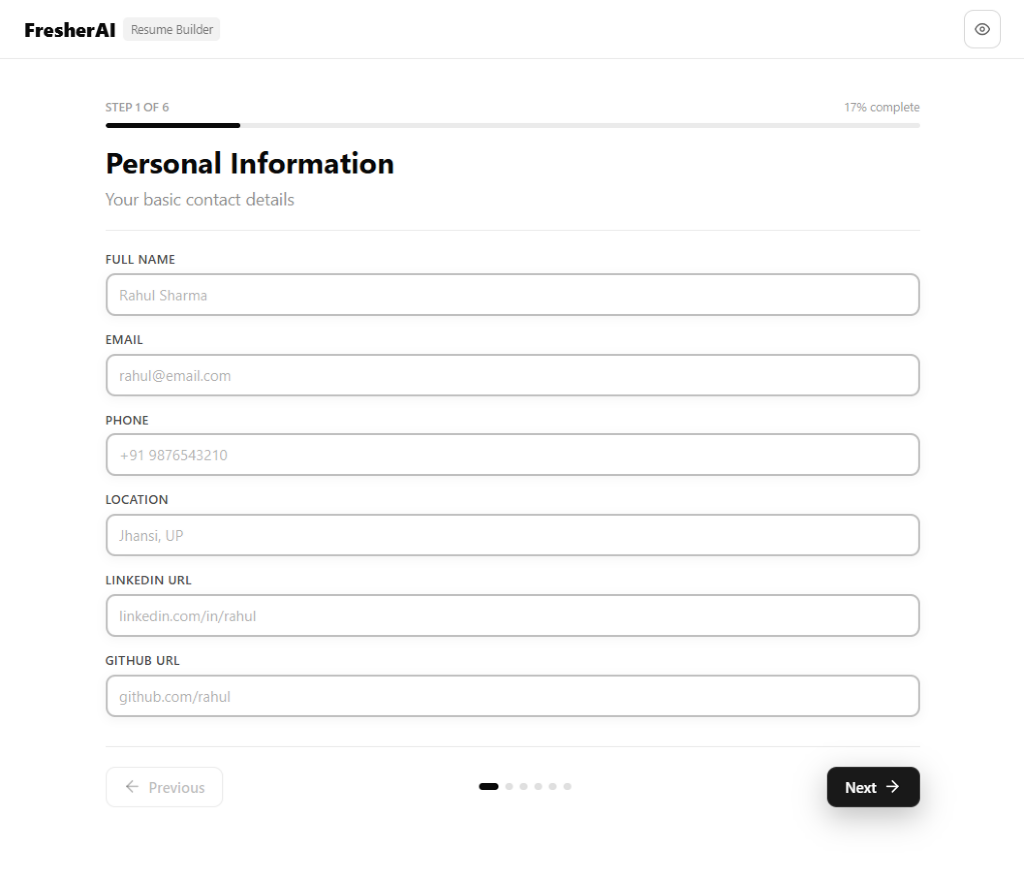 FresherAI Resume Builder
STEP 1 OF 6 17% complete
Personal Information
Your basic contact details
FULL NAME
Rahul Sharma
EMAIL
rahul@email.com
PHONE
+91 9876543210
LOCATION
Jhansi, UP
LINKEDIN URL
linkedin.com/in/rahul
GITHUB URL
github.com/rahul
← Previous Next →